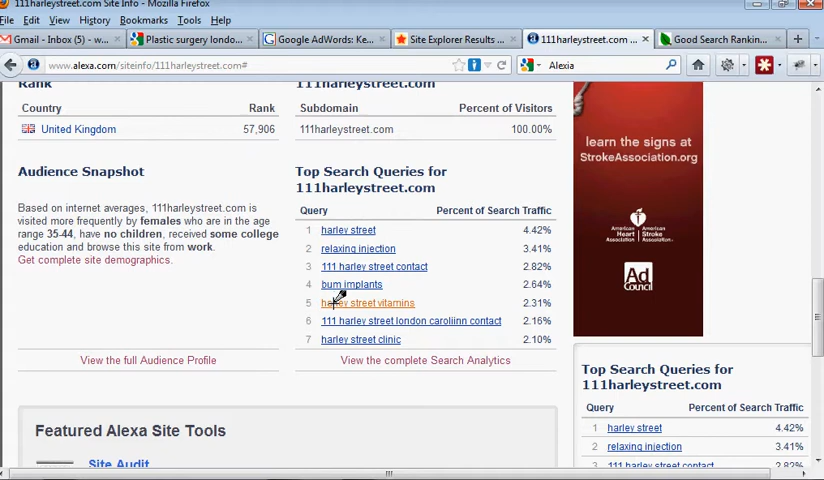 111harleystreet.com Site Info - Mozilla Firefox
File Edit View History Bookmarks Tools Help
Gmail - Inbox (5) - w...
Plastic surgery londo...
Google AdWords: Ke...
Site Explorer Results ...
111harleystreet.com ...
Good Search Rankin...
www.alexa.com/siteinfo/111harleystreet.com#
Alexia
Rank
Country Rank
United Kingdom 57,906
111harleystreet.com
Subdomain Percent of Visitors
111harleystreet.com 100.00%
Audience Snapshot
Based on internet averages, 111harleystreet.com is
visited more frequently by females who are in the age
range 35-44, have no children, received some college
education and browse this site from work.
Get complete site demographics.
View the full Audience Profile
Top Search Queries for
111harleystreet.com
Query Percent of Search Traffic
1 harley street 4.42%
2 relaxing injection 3.41%
3 111 harley street contact 2.82%
4 bum implants 2.64%
5 harley street vitamins 2.31%
6 111 harley street london caroliinn contact 2.16%
7 harley street clinic 2.10%
View the complete Search Analytics
learn the signs at
StrokeAssociation.org
American Heart Association
American Stroke Association
Ad
Council
Top Search Queries for
111harleystreet.com
Query Percent of Search Traffic
1 harley street 4.42%
2 relaxing injection 3.41%
3 111 harley street contact 2.82%
Featured Alexa Site Tools
Site Audit